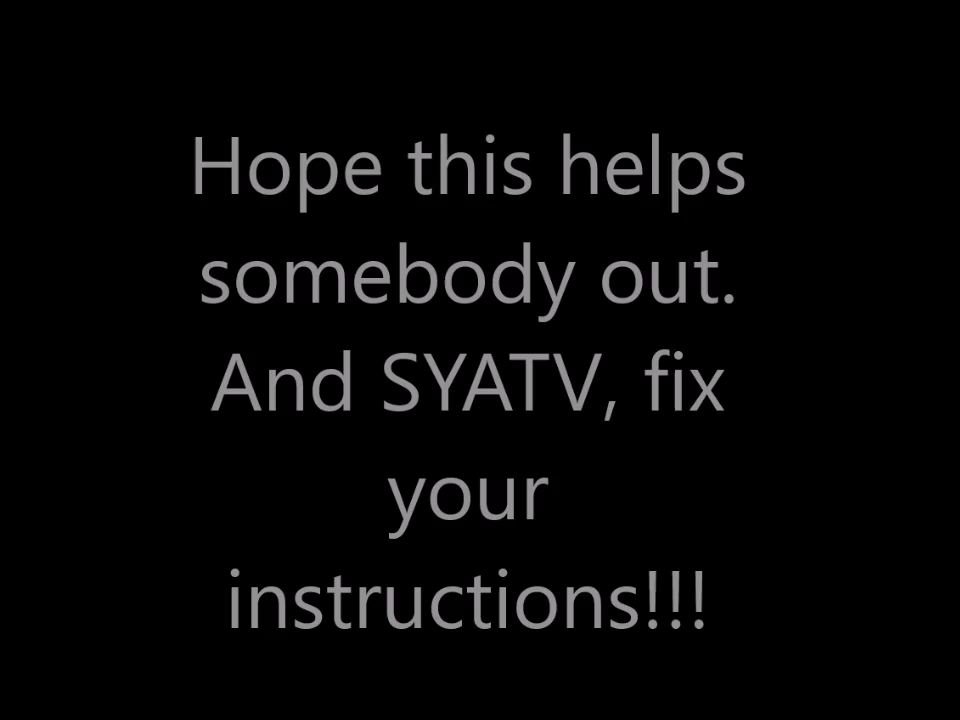 Hope this helps
somebody out.
And SYATV, fix
your
instructions!!!